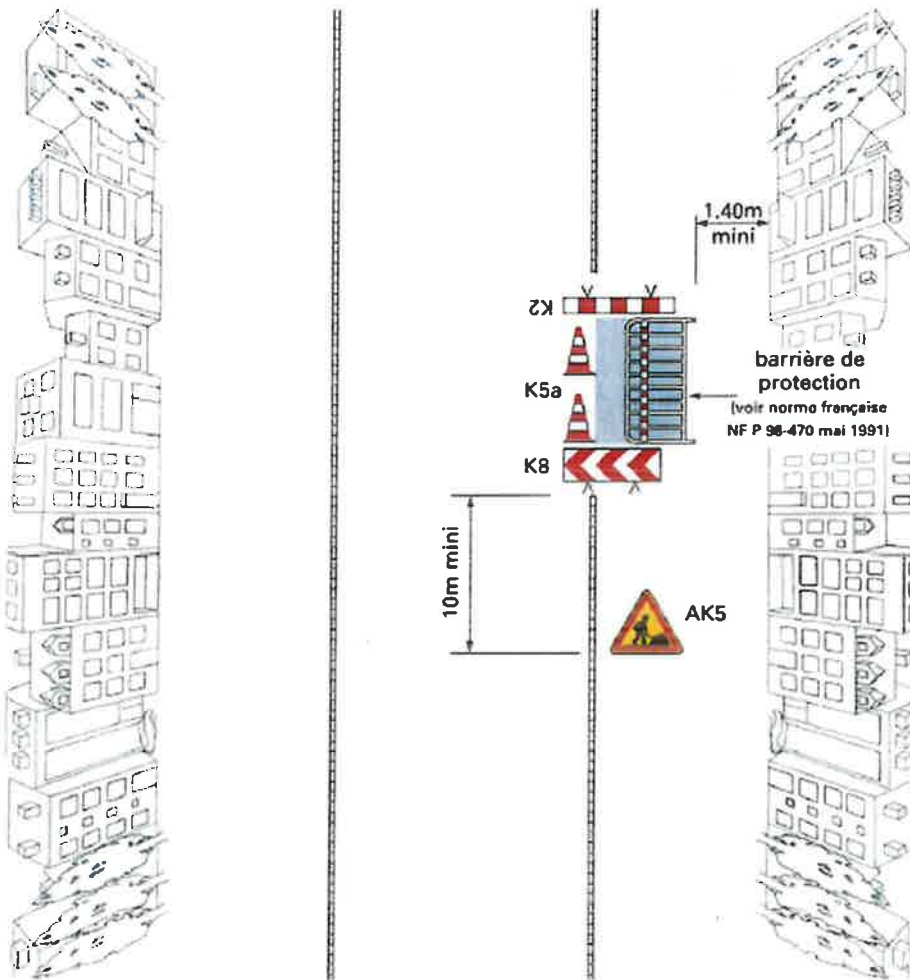 1.40m
mini
K2
barrière de
protection
(voir normo française
NF P 98-470 mai 1991)
K5a
K8
10m mini
AK5